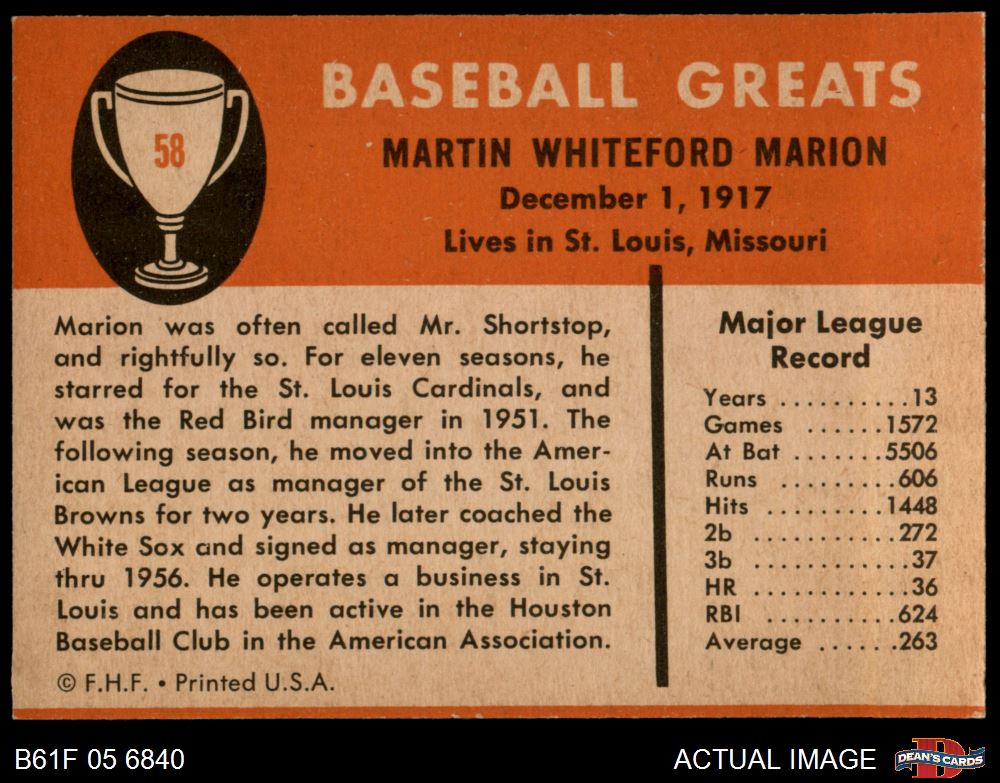 58
BASEBALL GREATS
MARTIN WHITEFORD MARION
December 1, 1917
Lives in St. Louis, Missouri
Marion was often called Mr. Shortstop,
and rightfully so. For eleven seasons, he
starred for the St. Louis Cardinals, and
was the Red Bird manager in 1951. The
following season, he moved into the Amer-
ican League as manager of the St. Louis
Browns for two years. He later coached the
White Sox and signed as manager, staying
thru 1956. He operates a business in St.
Louis and has been active in the Houston
Baseball Club in the American Association.
© F.H.F. • Printed U.S.A.
Major League
Record
Years ..........13
Games ......1572
At Bat .......5506
Runs .........606
Hits .........1448
2b ...........272
3b ............37
HR ............36
RBI ..........624
Average ......263
B61F 05 6840
ACTUAL IMAGE
D
DEAN'S CARDS